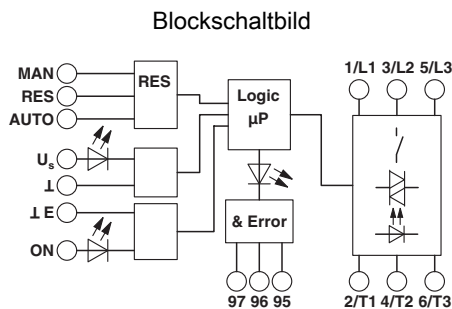 Blockschaltbild
1/L1 3/L2 5/L3
MAN
RES
AUTO
RES
Logic
µP
Us
⊥
⊥ E
ON
& Error
97 96 95
2/T1 4/T2 6/T3